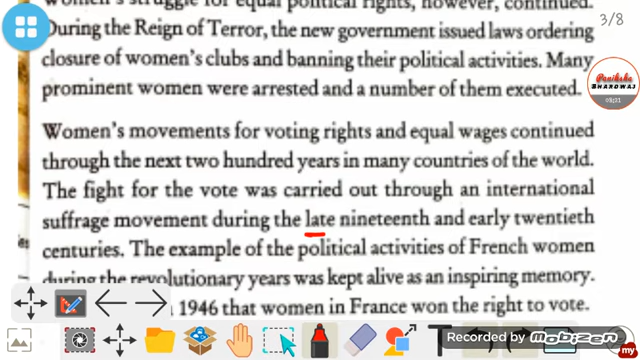 Women's struggle for equal political rights, however, continued.
3/8
During the Reign of Terror, the new government issued laws ordering
closure of women's clubs and banning their political activities. Many
prominent women were arrested and a number of them executed.
BHARDWAJ
Women's movements for voting rights and equal wages continued
through the next two hundred years in many countries of the world.
The fight for the vote was carried out through an international
suffrage movement during the late nineteenth and early twentieth
centuries. The example of the political activities of French women
during the revolutionary years was kept alive as an inspiring memory.
1946 that women in France won the right to vote.
T
Recorded by MOBIZEN
my